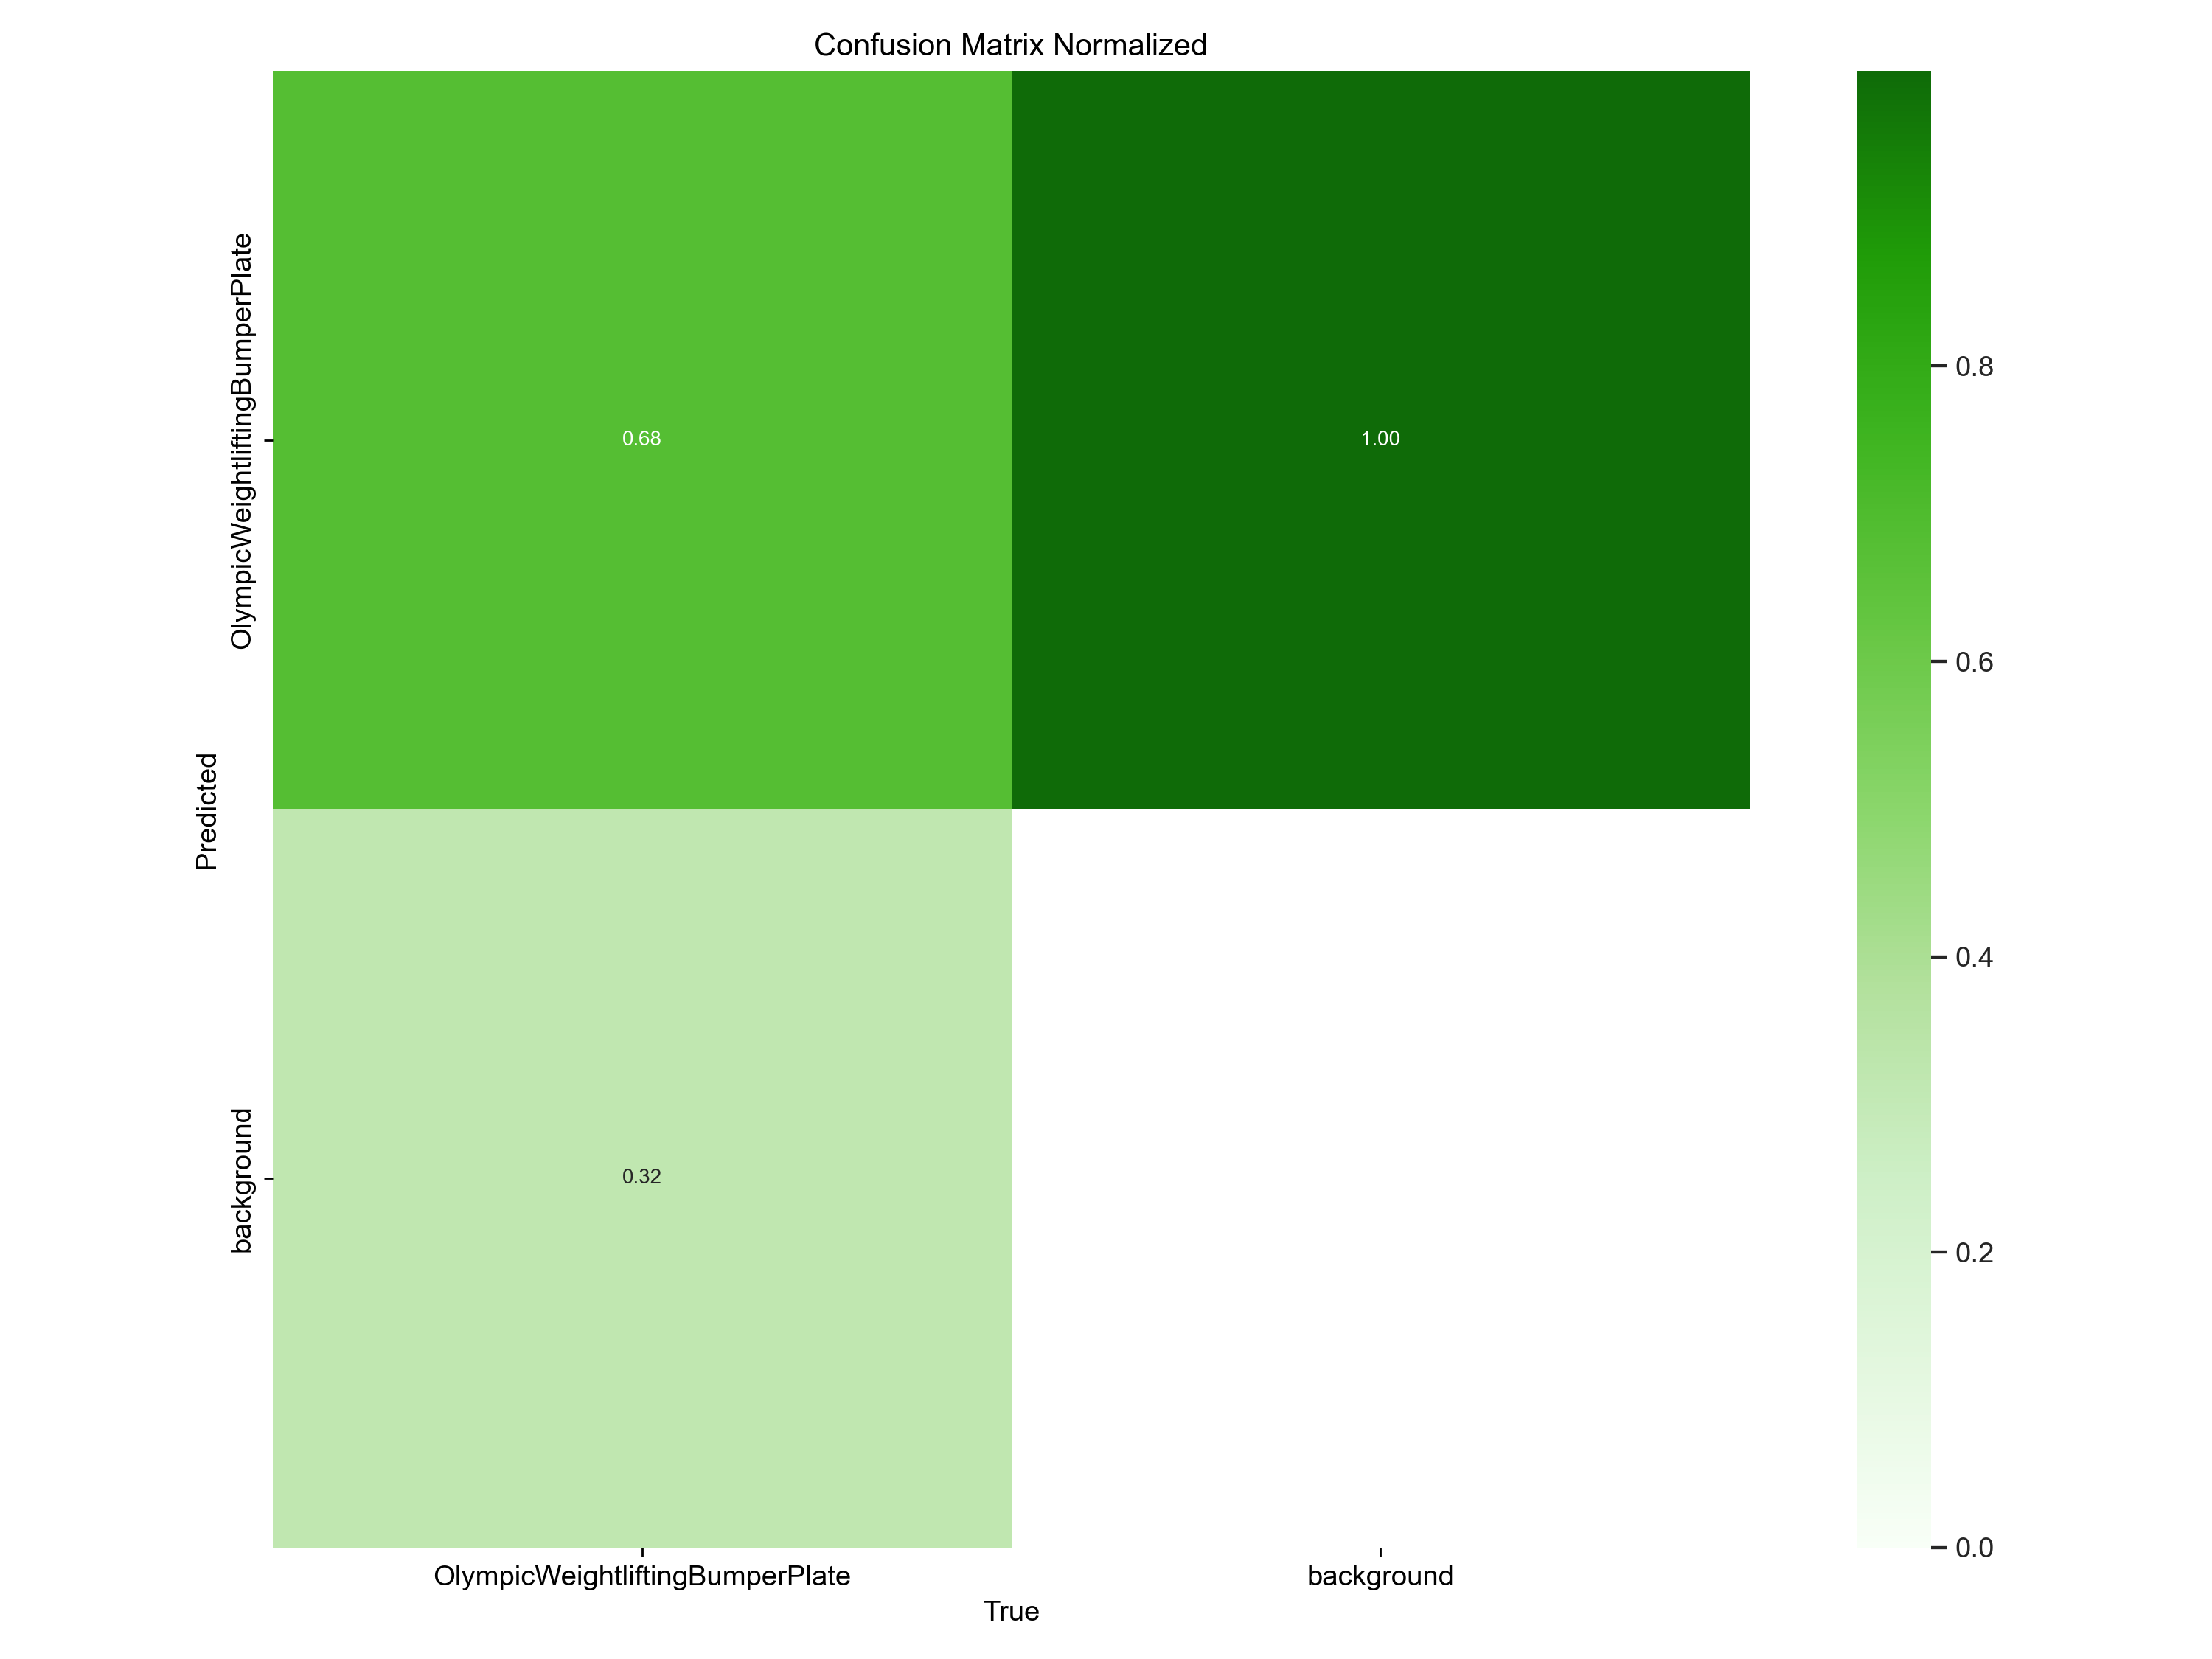 Confusion Matrix Normalized
OlympicWeightliftingBumperPlate
background
Predicted
0.68
1.00
0.32
OlympicWeightliftingBumperPlate
background
True
0.8
0.6
0.4
0.2
0.0